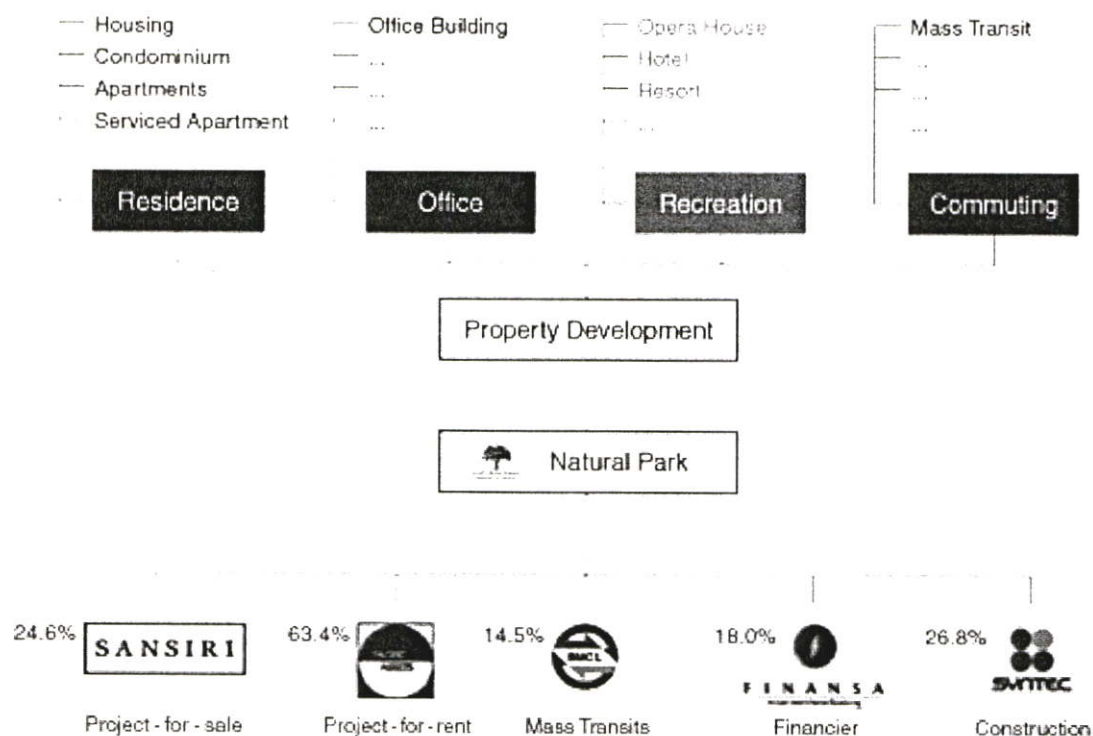 Housing
Condominium
Apartments
Serviced Apartment
Residence
Office Building
...
...
...
Office
Opera House
Hotel
Resort
...
Recreation
Mass Transit
...
...
...
Commuting
Property Development
Natural Park
24.6%
SANSIRI
Project - for - sale
63.4%
Project - for - rent
14.5%
BMCL
Mass Transits
18.0%
FINANSA
Financier
26.8%
SYNTEC
Construction